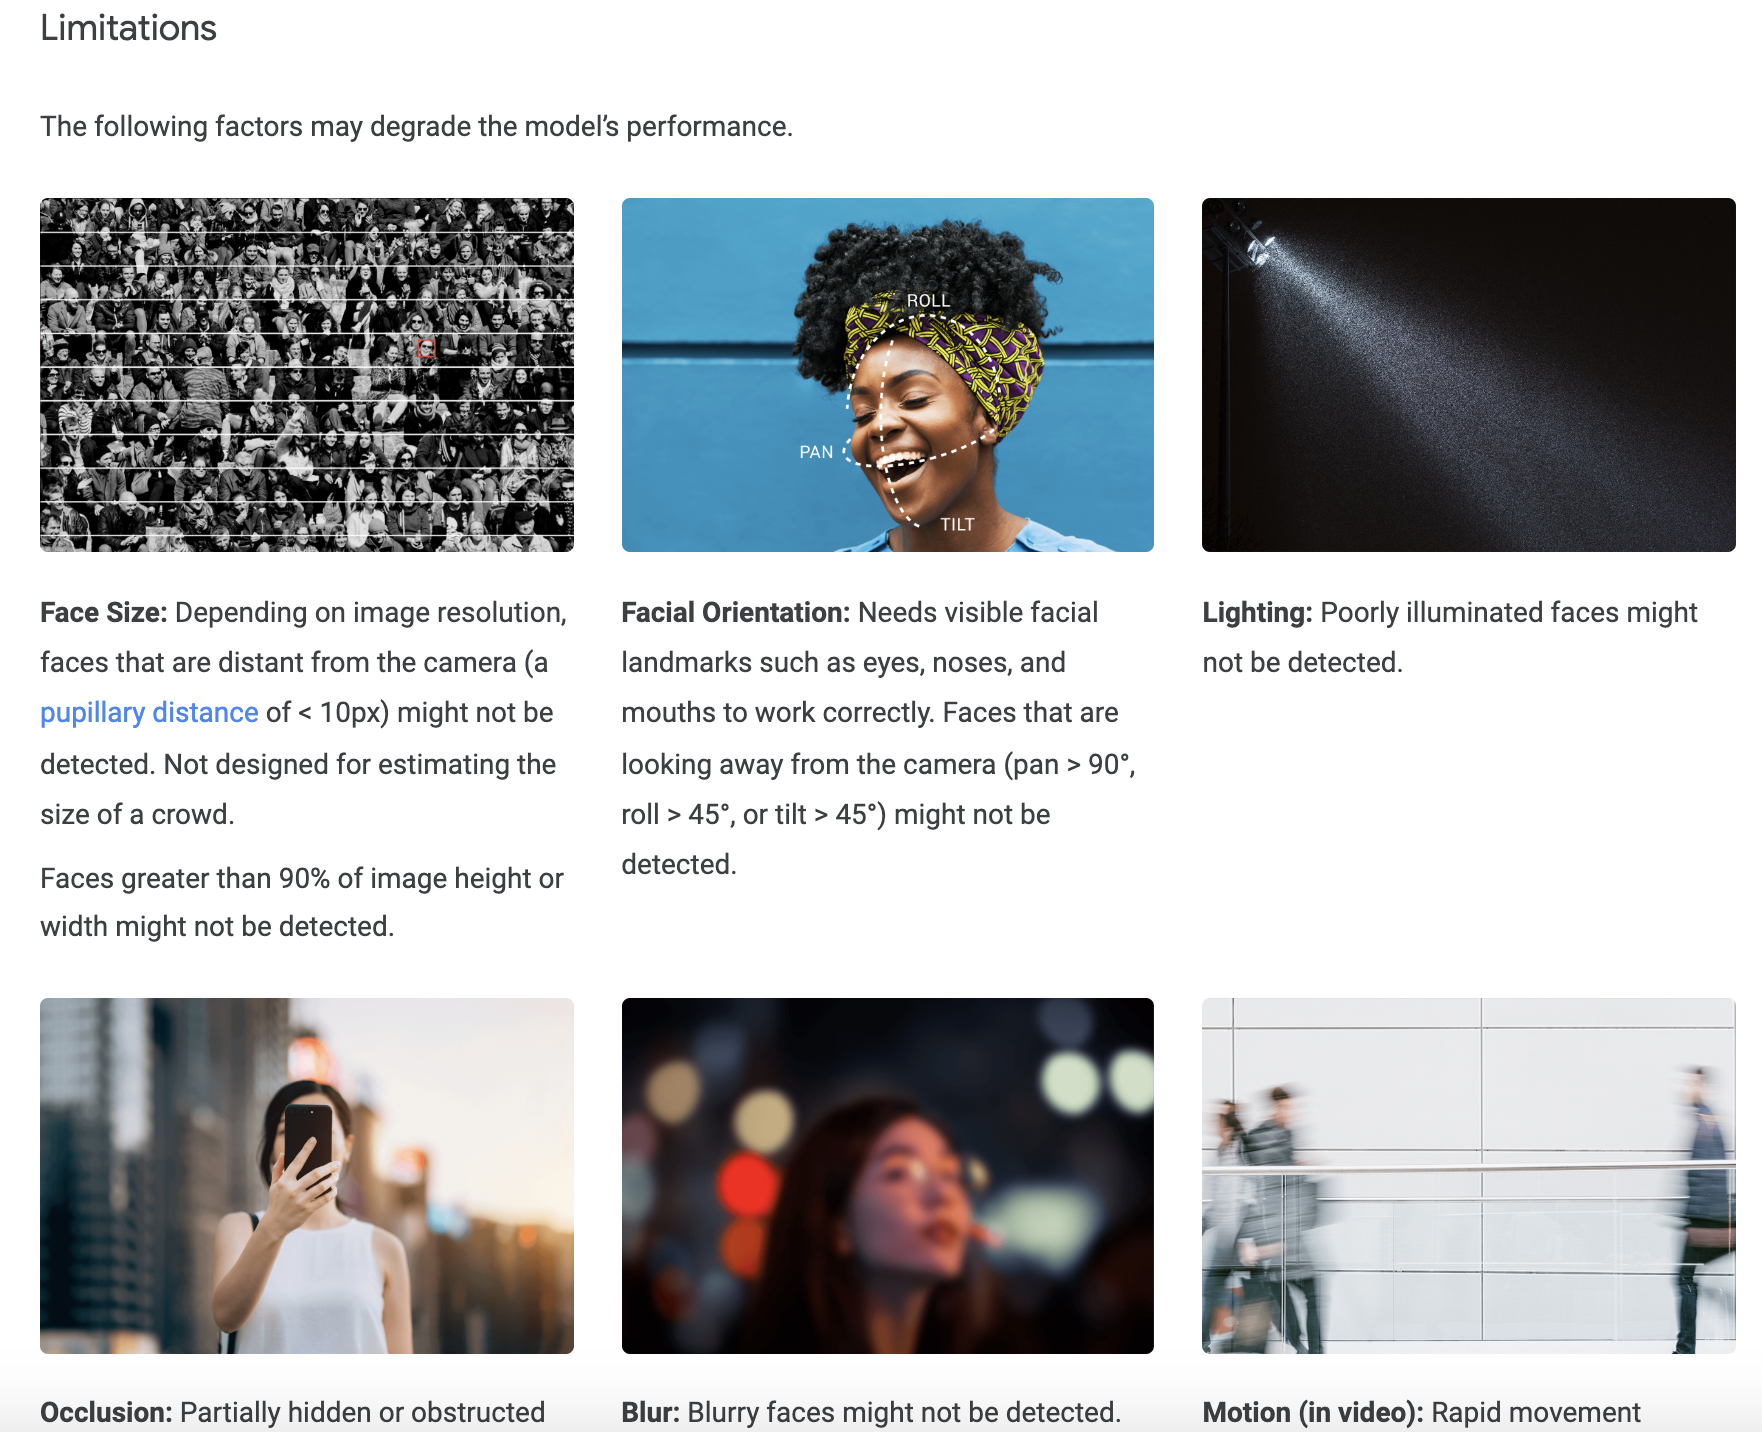 Limitations
The following factors may degrade the model’s performance.
ROLL
PAN
TILT
Face Size: Depending on image resolution,
faces that are distant from the camera (a
pupillary distance of < 10px) might not be
detected. Not designed for estimating the
size of a crowd.
Faces greater than 90% of image height or
width might not be detected.
Facial Orientation: Needs visible facial
landmarks such as eyes, noses, and
mouths to work correctly. Faces that are
looking away from the camera (pan > 90°,
roll > 45°, or tilt > 45°) might not be
detected.
Lighting: Poorly illuminated faces might
not be detected.
Occlusion: Partially hidden or obstructed
Blur: Blurry faces might not be detected.
Motion (in video): Rapid movement